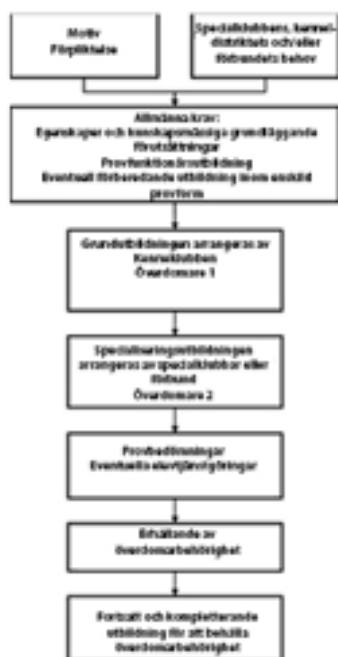 Motiv
Förpliktelse
Specialklubbens, kennel-
distriktets och/eller
förbundets behov
Allmänna krav:
Egenskaper och kunskapsmässiga grundläggande
förutsättningar
Provfunktionärsutbildning
Eventuell förberedande utbildning inom enskild
provform
Grundutbildningen arrangeras av
Kennelklubben
Överdomare 1
Specialiseringsutbildningen
arrangeras av specialklubbar eller
förbund
Överdomare 2
Provbedömningar
Eventuella elevtjänstgöringar
Erhållande av
överdomarbehörighet
Fortsatt och kompletterande
utbildning för att behålla
överdomarbehörighet